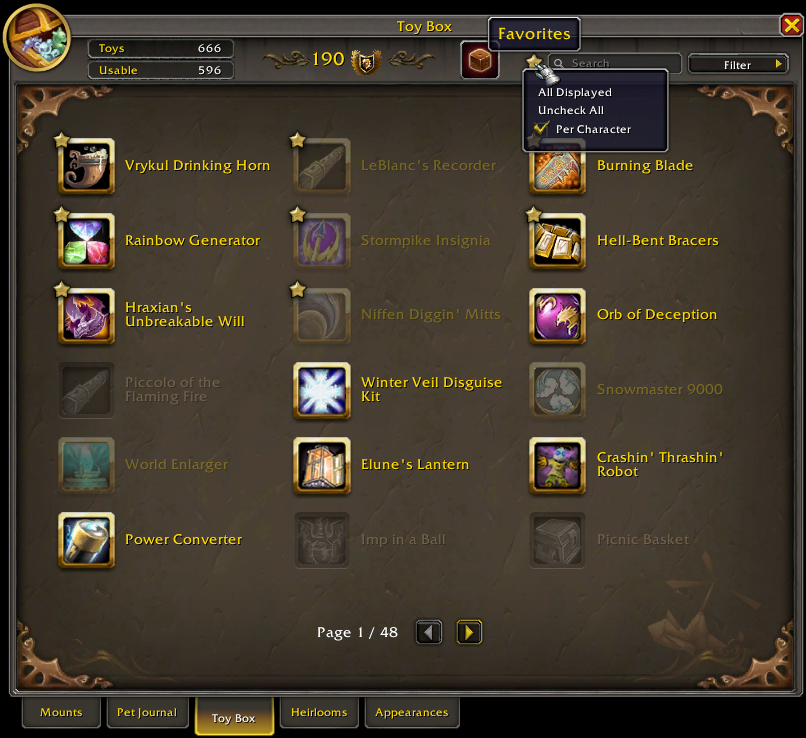 Toy Box
Favorites
Toys 666
Usable 596
190
Search
Filter
All Displayed
Uncheck All
Per Character
Vrykul Drinking Horn
LeBlanc's Recorder
Burning Blade
Rainbow Generator
Stormpike Insignia
Hell-Bent Bracers
Hraxian's
Unbreakable Will
Niffen Diggin' Mitts
Orb of Deception
Piccolo of the
Flaming Fire
Winter Veil Disguise
Kit
Snowmaster 9000
World Enlarger
Elune's Lantern
Crashin' Thrashin'
Robot
Power Converter
Imp in a Ball
Picnic Basket
Page 1 / 48
Mounts
Pet Journal
Toy Box
Heirlooms
Appearances